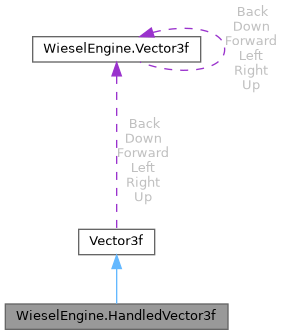 Back
Down
Forward
Left
Right
Up
WieselEngine.Vector3f
Back
Down
Forward
Left
Right
Up
Vector3f
WieselEngine.HandledVector3f